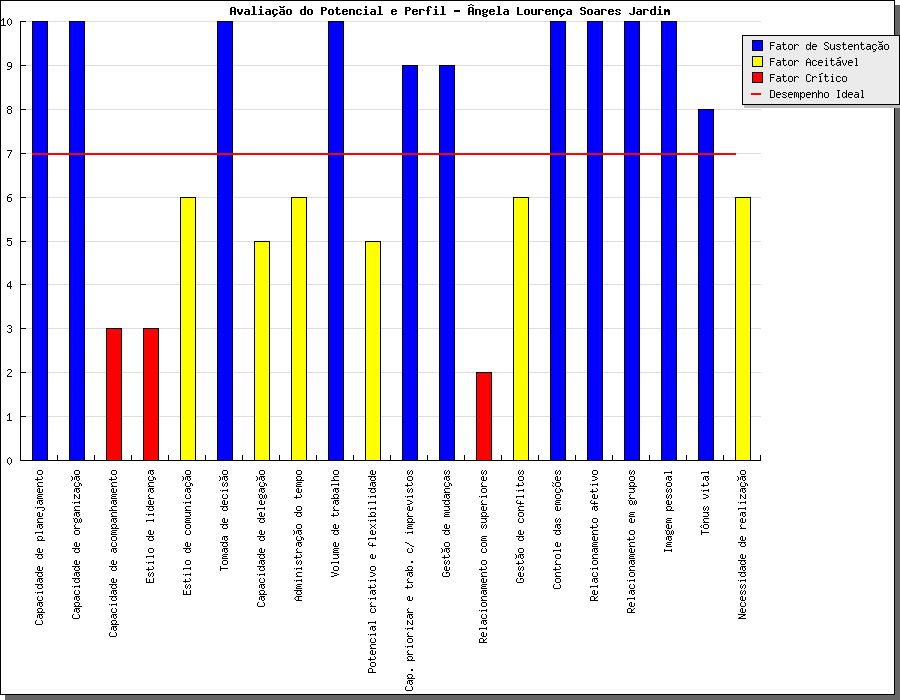 Avaliação do Potencial e Perfil - Ângela Lourença Soares Jardim
Fator de Sustentação
Fator Aceitável
Fator Crítico
Desempenho Ideal
10
9
8
7
6
5
4
3
2
1
0
Capacidade de planejamento
Capacidade de organização
Capacidade de acompanhamento
Estilo de liderança
Estilo de comunicação
Tomada de decisão
Capacidade de delegação
Administração do tempo
Volume de trabalho
Potencial criativo e flexibilidade
Cap. priorizar e trab. c/ imprevistos
Gestão de mudanças
Relacionamento com superiores
Gestão de conflitos
Controle das emoções
Relacionamento afetivo
Relacionamento em grupos
Imagem pessoal
Tônus vital
Necessidade de realização